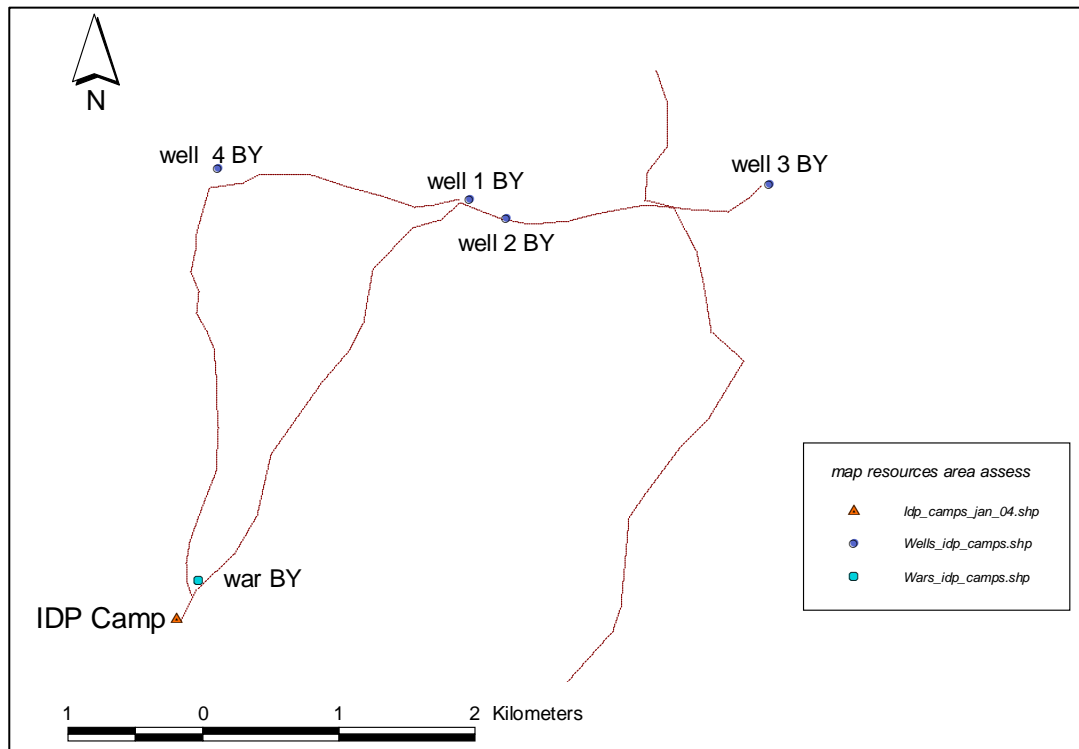 N
well  4 BY
well 1 BY
well 3 BY
well 2 BY
war BY
IDP Camp
map resources area assess
Idp_camps_jan_04.shp
Wells_idp_camps.shp
Wars_idp_camps.shp
1 0 1 2 Kilometers